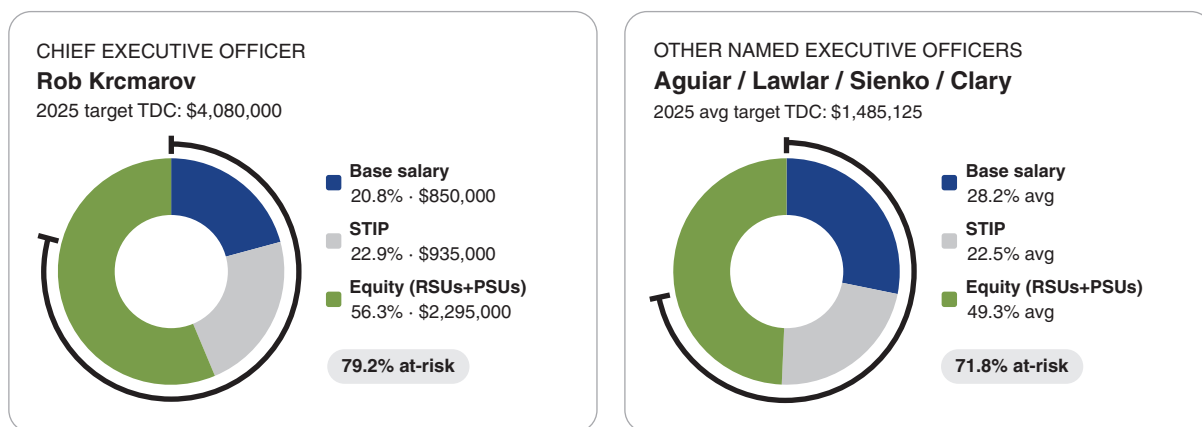 CHIEF EXECUTIVE OFFICER
Rob Krcmarov
2025 target TDC: $4,080,000
Base salary
20.8% · $850,000
STIP
22.9% · $935,000
Equity (RSUs+PSUs)
56.3% · $2,295,000
79.2% at-risk
OTHER NAMED EXECUTIVE OFFICERS
Aguiar / Lawlar / Sienko / Clary
2025 avg target TDC: $1,485,125
Base salary
28.2% avg
STIP
22.5% avg
Equity (RSUs+PSUs)
49.3% avg
71.8% at-risk